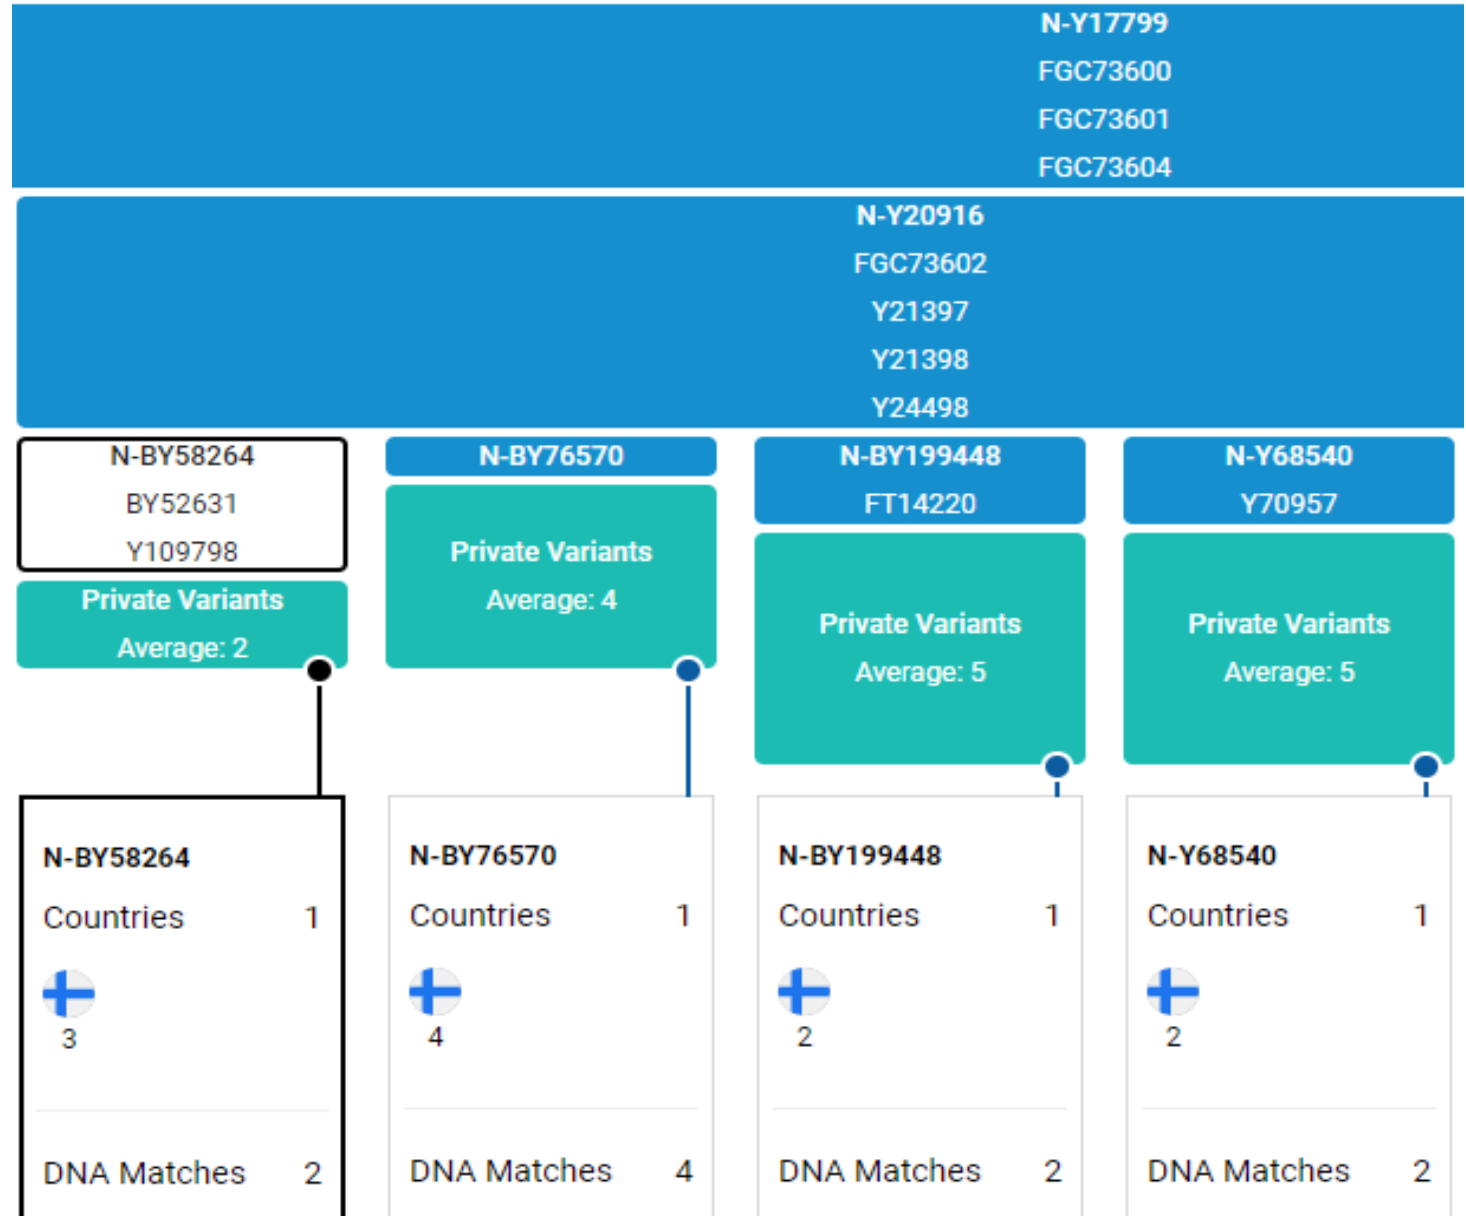 N-Y17799
FGC73600
FGC73601
FGC73604
N-Y20916
FGC73602
Y21397
Y21398
Y24498
N-BY58264
BY52631
Y109798
Private Variants
Average: 2
N-BY76570
Private Variants
Average: 4
N-BY199448
FT14220
Private Variants
Average: 5
N-Y68540
Y70957
Private Variants
Average: 5
N-BY58264
Countries 1
3
DNA Matches 2
N-BY76570
Countries 1
4
DNA Matches 4
N-BY199448
Countries 1
2
DNA Matches 2
N-Y68540
Countries 1
2
DNA Matches 2